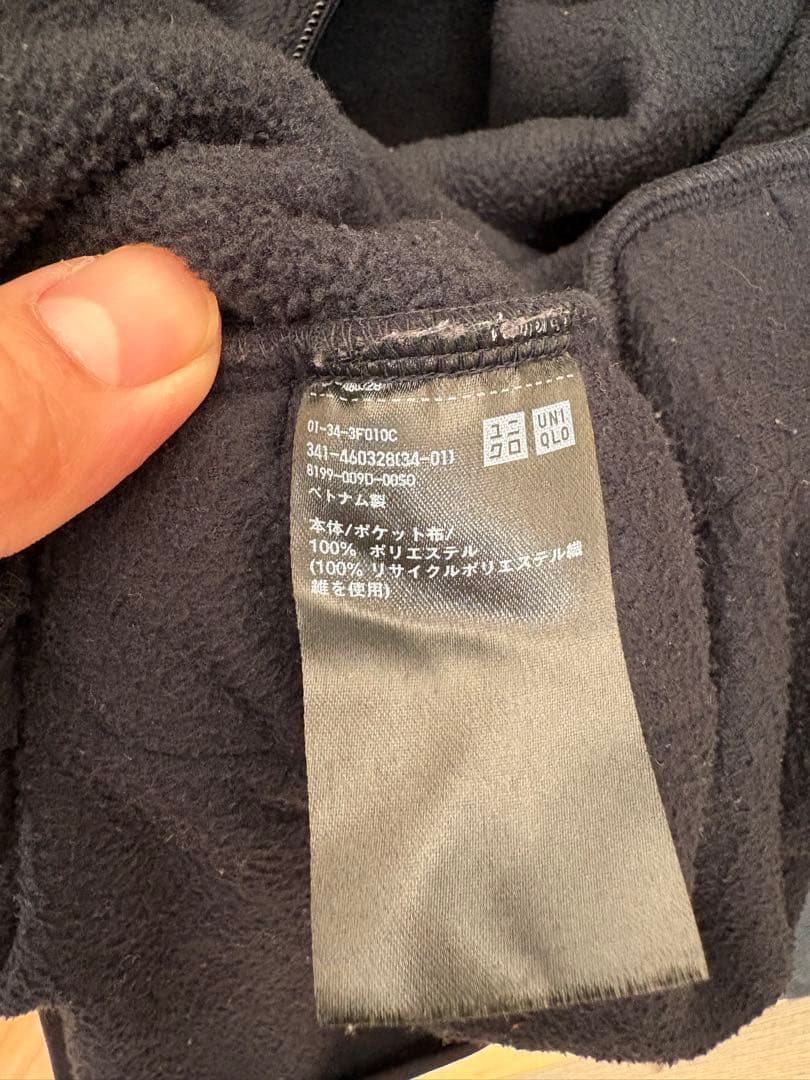 01-34-3F010C
341-460328(34-01)
8199-009D-00SO
ベトナム製
ユニ
クロ
UNI
QLO
本体/ポケット布/
100% ポリエステル
(100% リサイクルポリエステル繊
維を使用)